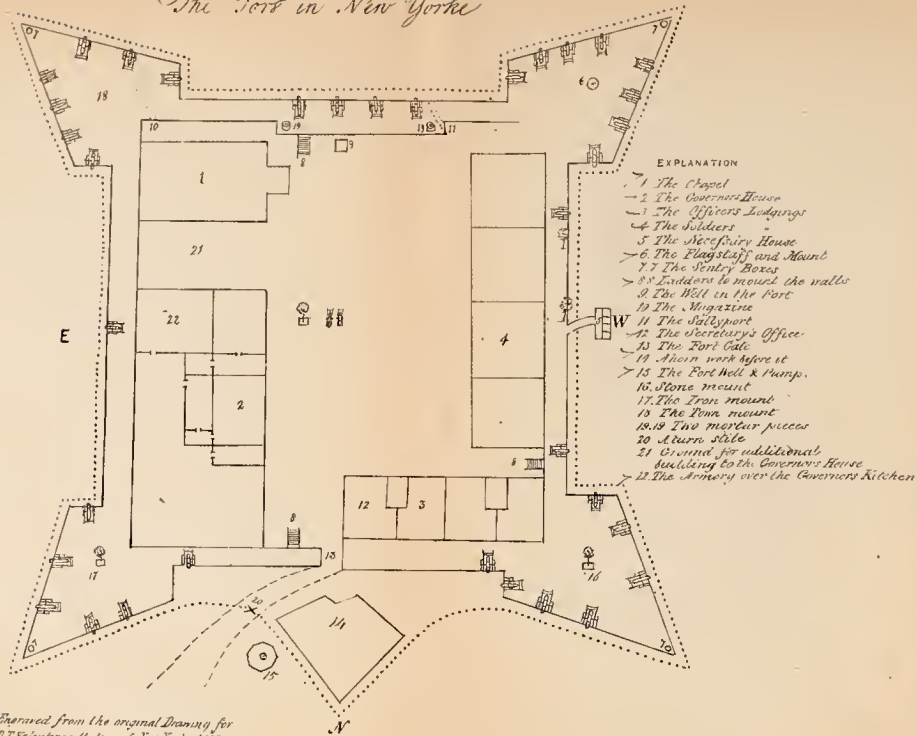 The Fort in New Yorke
7
7
18
6
10
19
19
11
8
9
1
EXPLANATION
1 The Chapel
2 The Governors House
3 The Officers Lodgings
4 The Soldiers "
5 The Necessary House
6. The Flagstaff and Mount
7.7 The Sentry Boxes
8 8 Ladders to mount the walls
9. The Well in the Fort
10 The Magazine
11 The Sallyport
12 The Secretary's Office
13 The Fort Gate
14 A horn work before it
15 The Fort Well & Pump.
16. Stone mount
17. The Iron mount
18 The Town mount
19.19 Two mortar pieces
20 A turn stile
21 Ground for additional
building to the Governors House
22. The Armory over the Governors Kitchen
21
E
22
4
W
2
8
12
3
8
13
17
16
20
14
15
7
7
N
Engraved from the original Drawing for